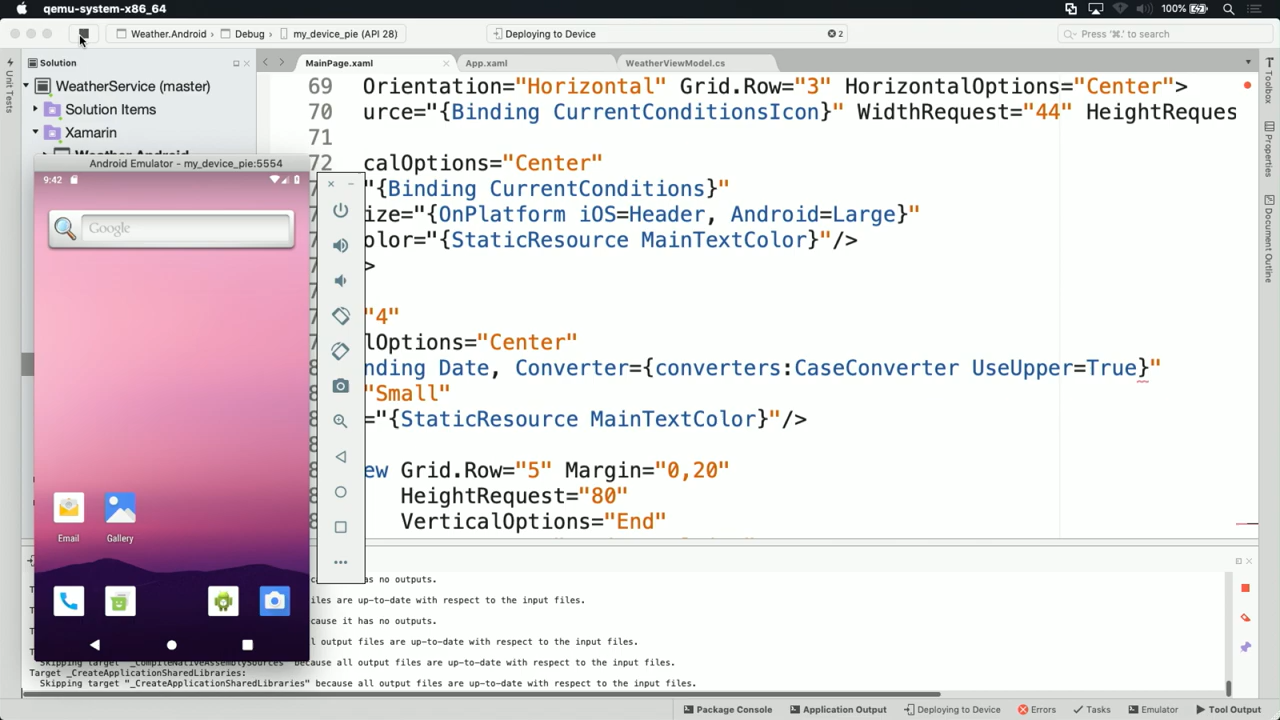 qemu-system-x86_64
100%
Weather.Android › Debug › my_device_pie (API 28)
Deploying to Device
2
Press '⌘.' to search
Solution
MainPage.xaml
App.xaml
WeatherViewModel.cs
Unit Tests
WeatherService (master)
Solution Items
Xamarin
Weather.Android
69 Orientation="Horizontal" Grid.Row="3" HorizontalOptions="Center">
70 urce="{Binding CurrentConditionsIcon}" WidthRequest="44" HeightReques
71
72 calOptions="Center"
"{Binding CurrentConditions}"
ize="{OnPlatform iOS=Header, Android=Large}"
olor="{StaticResource MainTextColor}"/>
>
"4"
lOptions="Center"
nding Date, Converter={converters:CaseConverter UseUpper=True}"
"Small"
="{StaticResource MainTextColor}"/>
ew Grid.Row="5" Margin="0,20"
HeightRequest="80"
VerticalOptions="End"
Toolbox
Properties
Document Outline
Android Emulator - my_device_pie:5554
9:42
Google
Email
Gallery
s no outputs.
iles are up-to-date with respect to the input files.
cause it has no outputs.
l output files are up-to-date with respect to the input files.
Skipping target "_CompileNativeAssemblySources" because all output files are up-to-date with respect to the input files.
Target _CreateApplicationSharedLibraries:
Skipping target "_CreateApplicationSharedLibraries" because all output files are up-to-date with respect to the input files.
Package Console
Application Output
Deploying to Device
Errors
Tasks
Emulator
Tool Output